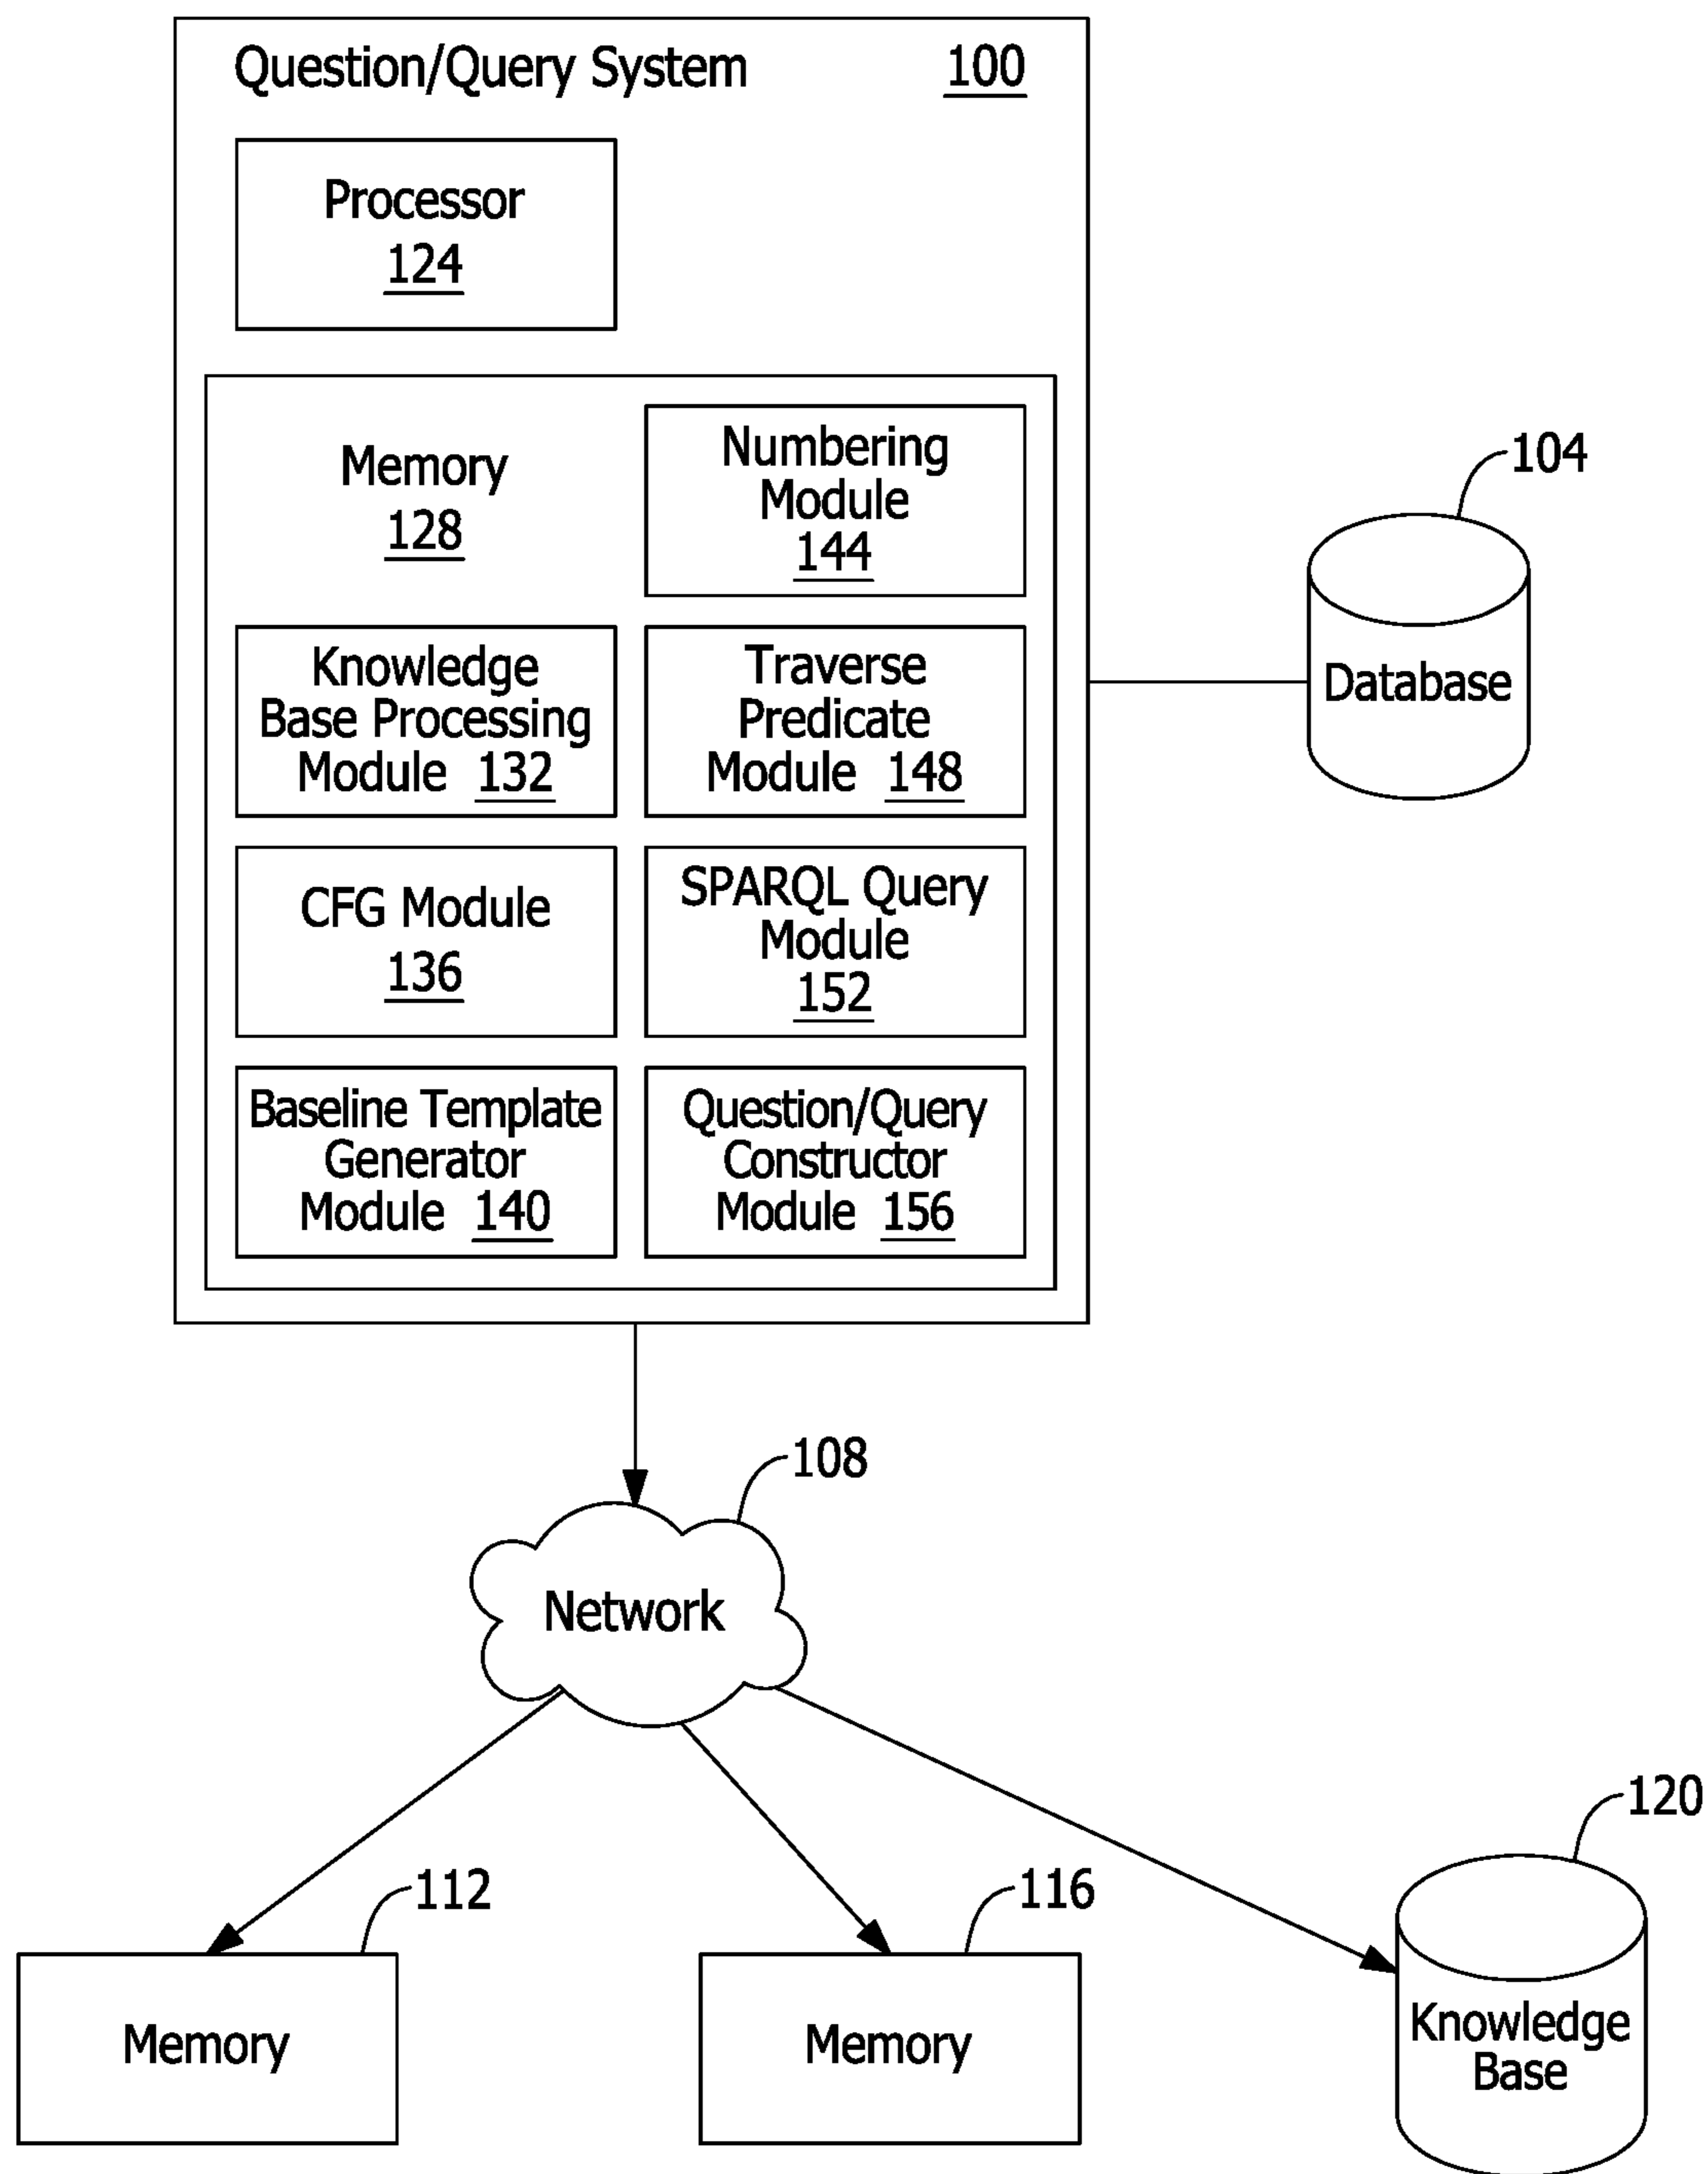 Question/Query System 100
Processor
124
Memory
128
Numbering
Module
144
Knowledge
Base Processing
Module 132
Traverse
Predicate
Module 148
CFG Module
136
SPARQL Query
Module
152
Baseline Template
Generator
Module 140
Question/Query
Constructor
Module 156
104
Database
108
Network
112
Memory
116
Memory
120
Knowledge
Base